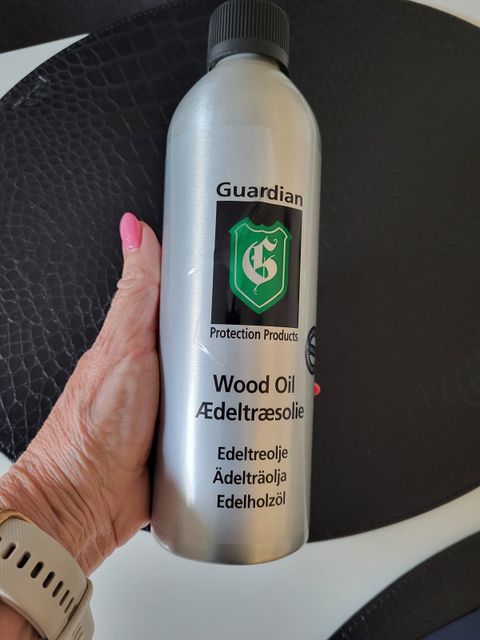 Guardian
G
Protection Products
Wood Oil
Ædeltræsolie
Edeltreolje
Ädelträolja
Edelholzöl